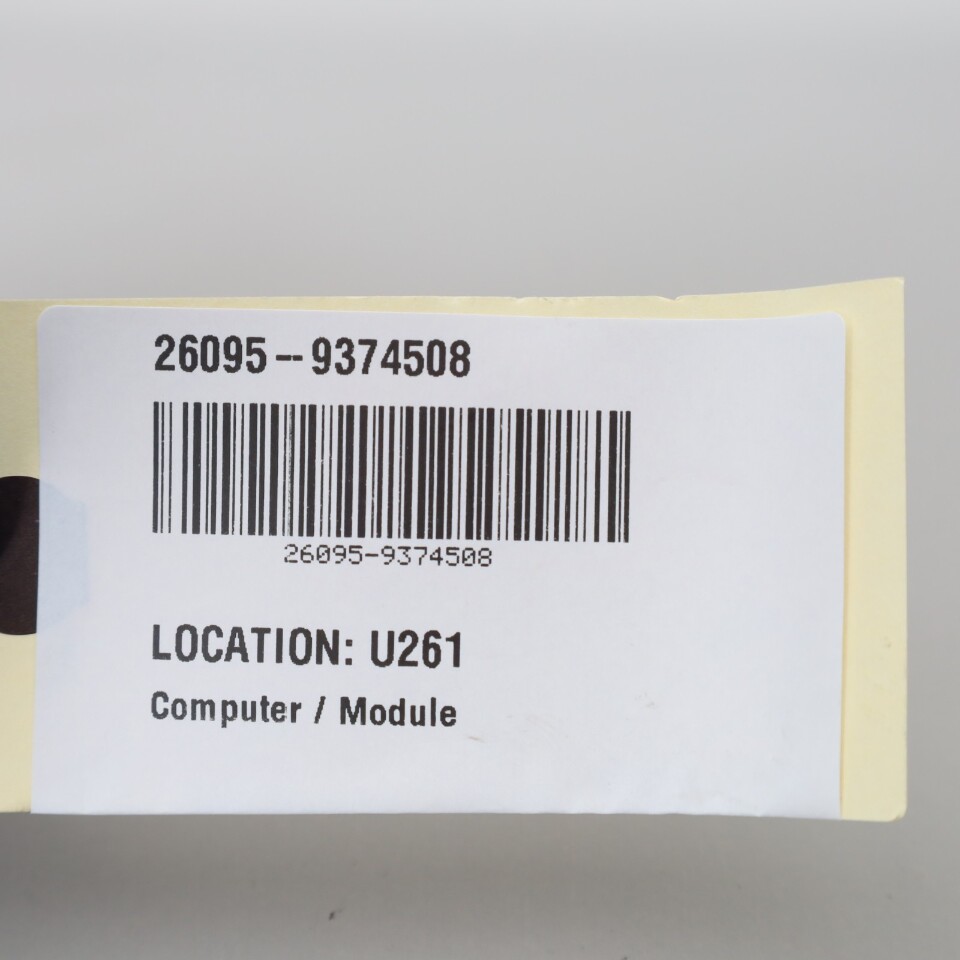 26095--9374508
26095-9374508
LOCATION: U261
Computer / Module